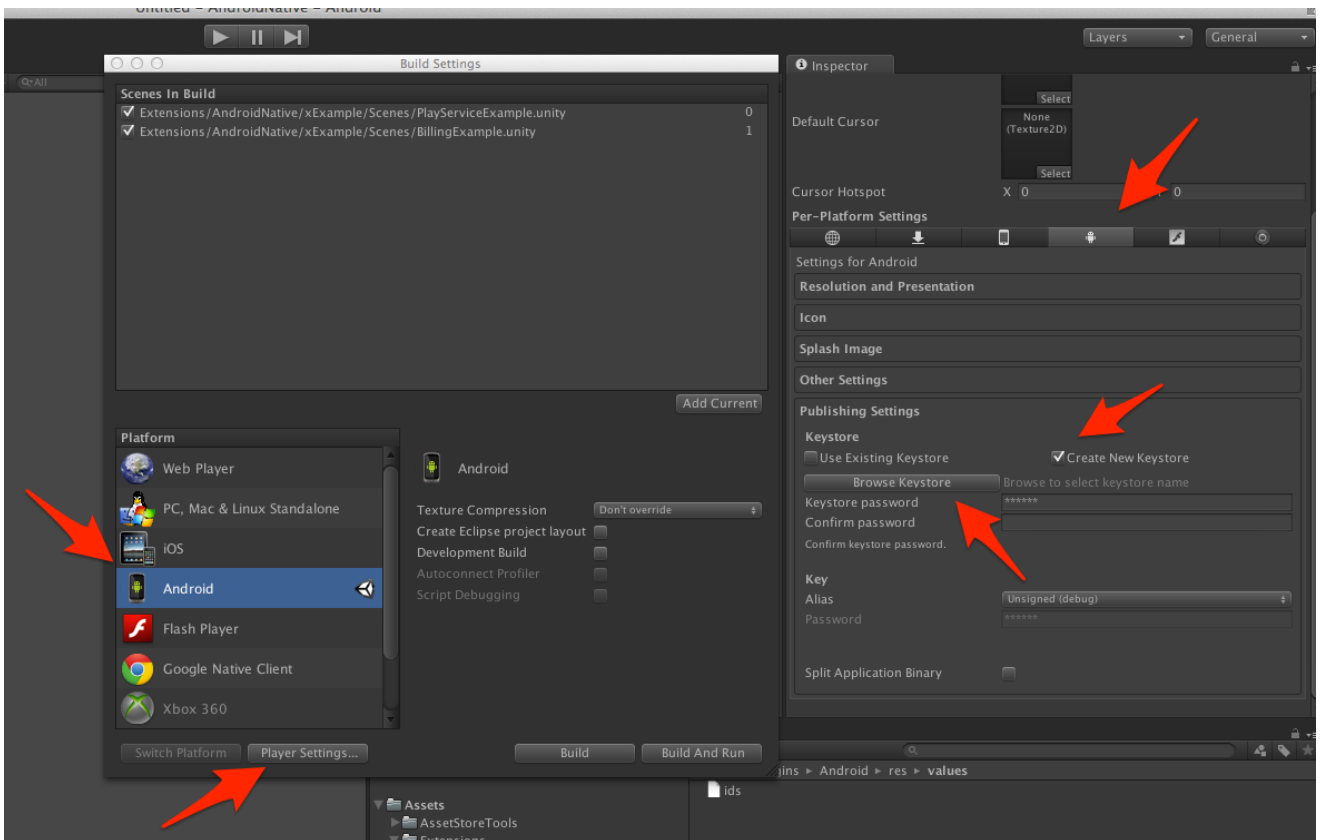 Untitled - AndroidNative - Android
Layers
General
All
Build Settings
Scenes In Build
Extensions/AndroidNative/xExample/Scenes/PlayServiceExample.unity 0
Extensions/AndroidNative/xExample/Scenes/BillingExample.unity 1
Add Current
Platform
Web Player
PC, Mac & Linux Standalone
iOS
Android
Flash Player
Google Native Client
Xbox 360
Android
Texture Compression Don't override
Create Eclipse project layout
Development Build
Autoconnect Profiler
Script Debugging
Switch Platform
Player Settings...
Build
Build And Run
Inspector
Select
Default Cursor
None
(Texture2D)
Select
Cursor Hotspot X 0 0
Per-Platform Settings
Settings for Android
Resolution and Presentation
Icon
Splash Image
Other Settings
Publishing Settings
Keystore
Use Existing Keystore
Create New Keystore
Browse Keystore
Browse to select keystore name
Keystore password ******
Confirm password
Confirm keystore password.
Key
Alias Unsigned (debug)
Password ******
Split Application Binary
Android ▸ res ▸ values
ids
Assets
AssetStoreTools
Extensions